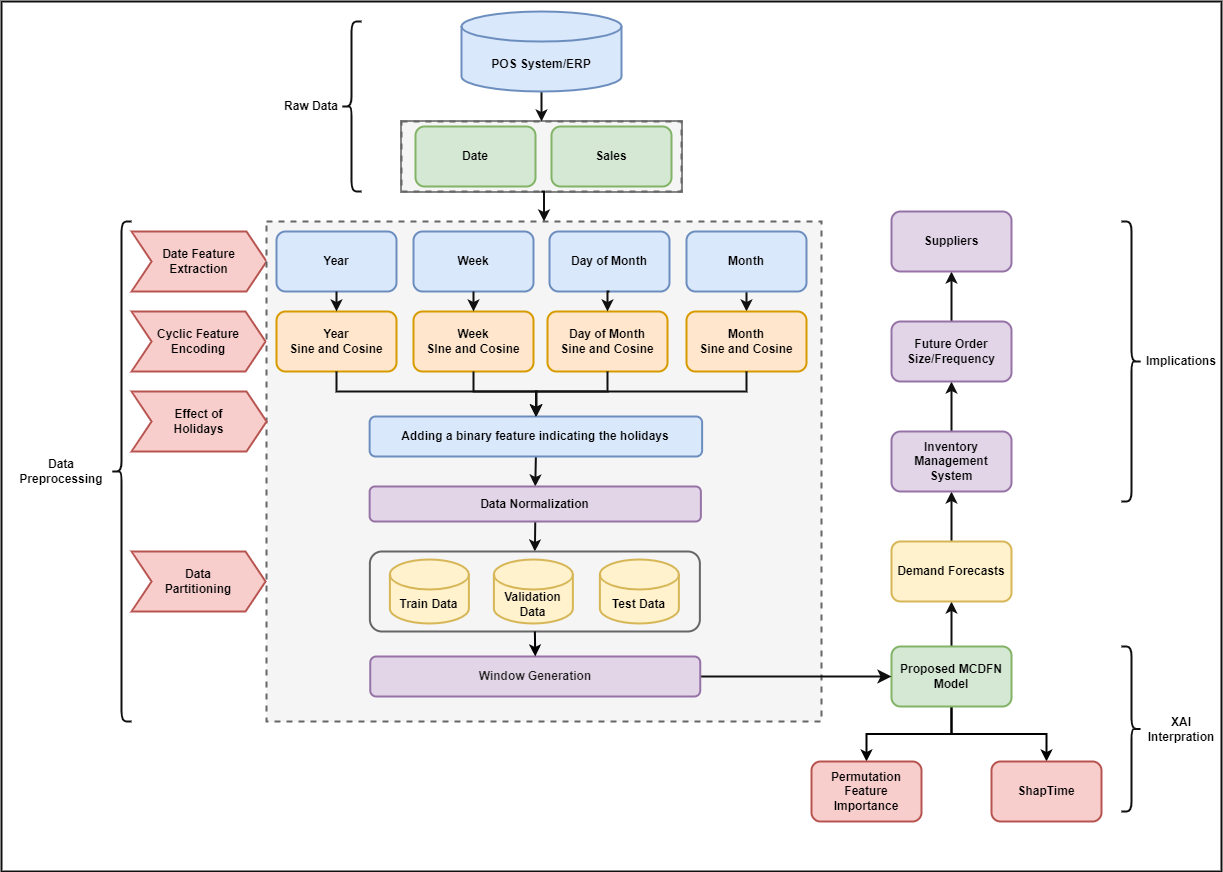 POS System/ERP
Raw Data
Date
Sales
Date Feature
Extraction
Year
Week
Day of Month
Month
Cyclic Feature
Encoding
Year
Sine and Cosine
Week
SIne and Cosine
Day of Month
Sine and Cosine
Month
Sine and Cosine
Effect of
Holidays
Adding a binary feature indicating the holidays
Data
Preprocessing
Data Normalization
Data
Partitioning
Train Data
Validation
Data
Test Data
Window Generation
Suppliers
Future Order
Size/Frequency
Implications
Inventory
Management
System
Demand Forecasts
Proposed MCDFN
Model
XAI
Interpration
Permutation
Feature
Importance
ShapTime